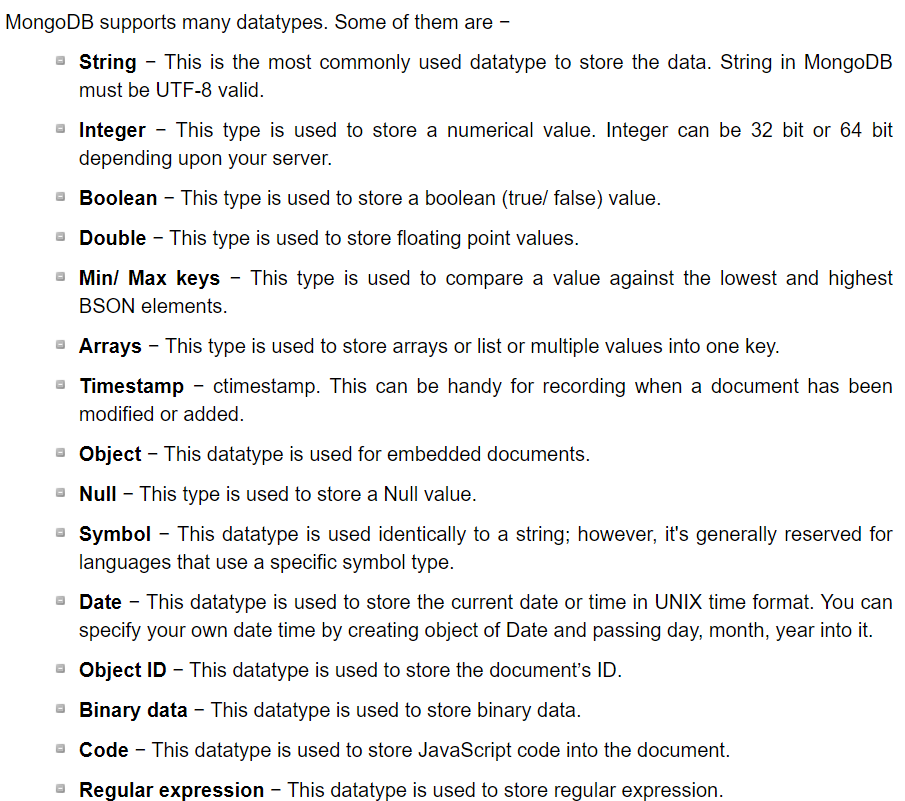 MongoDB supports many datatypes. Some of them are −
String − This is the most commonly used datatype to store the data. String in MongoDB
must be UTF-8 valid.
Integer − This type is used to store a numerical value. Integer can be 32 bit or 64 bit
depending upon your server.
Boolean − This type is used to store a boolean (true/ false) value.
Double − This type is used to store floating point values.
Min/ Max keys − This type is used to compare a value against the lowest and highest
BSON elements.
Arrays − This type is used to store arrays or list or multiple values into one key.
Timestamp − ctimestamp. This can be handy for recording when a document has been
modified or added.
Object − This datatype is used for embedded documents.
Null − This type is used to store a Null value.
Symbol − This datatype is used identically to a string; however, it's generally reserved for
languages that use a specific symbol type.
Date − This datatype is used to store the current date or time in UNIX time format. You can
specify your own date time by creating object of Date and passing day, month, year into it.
Object ID − This datatype is used to store the document’s ID.
Binary data − This datatype is used to store binary data.
Code − This datatype is used to store JavaScript code into the document.
Regular expression − This datatype is used to store regular expression.